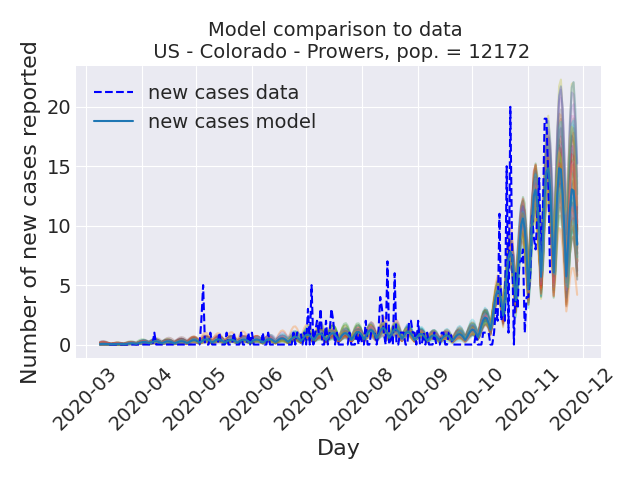 Model comparison to data
US - Colorado - Prowers, pop. = 12172
new cases data
new cases model
Number of new cases reported
20
15
10
5
0
2020-03
2020-04
2020-05
2020-06
2020-07
2020-08
2020-09
2020-10
2020-11
2020-12
Day